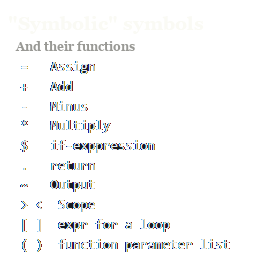 "Symbolic" symbols
And their functions
= Assign
+ Add
- Minus
* Multiply
$ if-expression
. return
Output
> < Scope
[ ] expr for a loop
( ) function parameter list